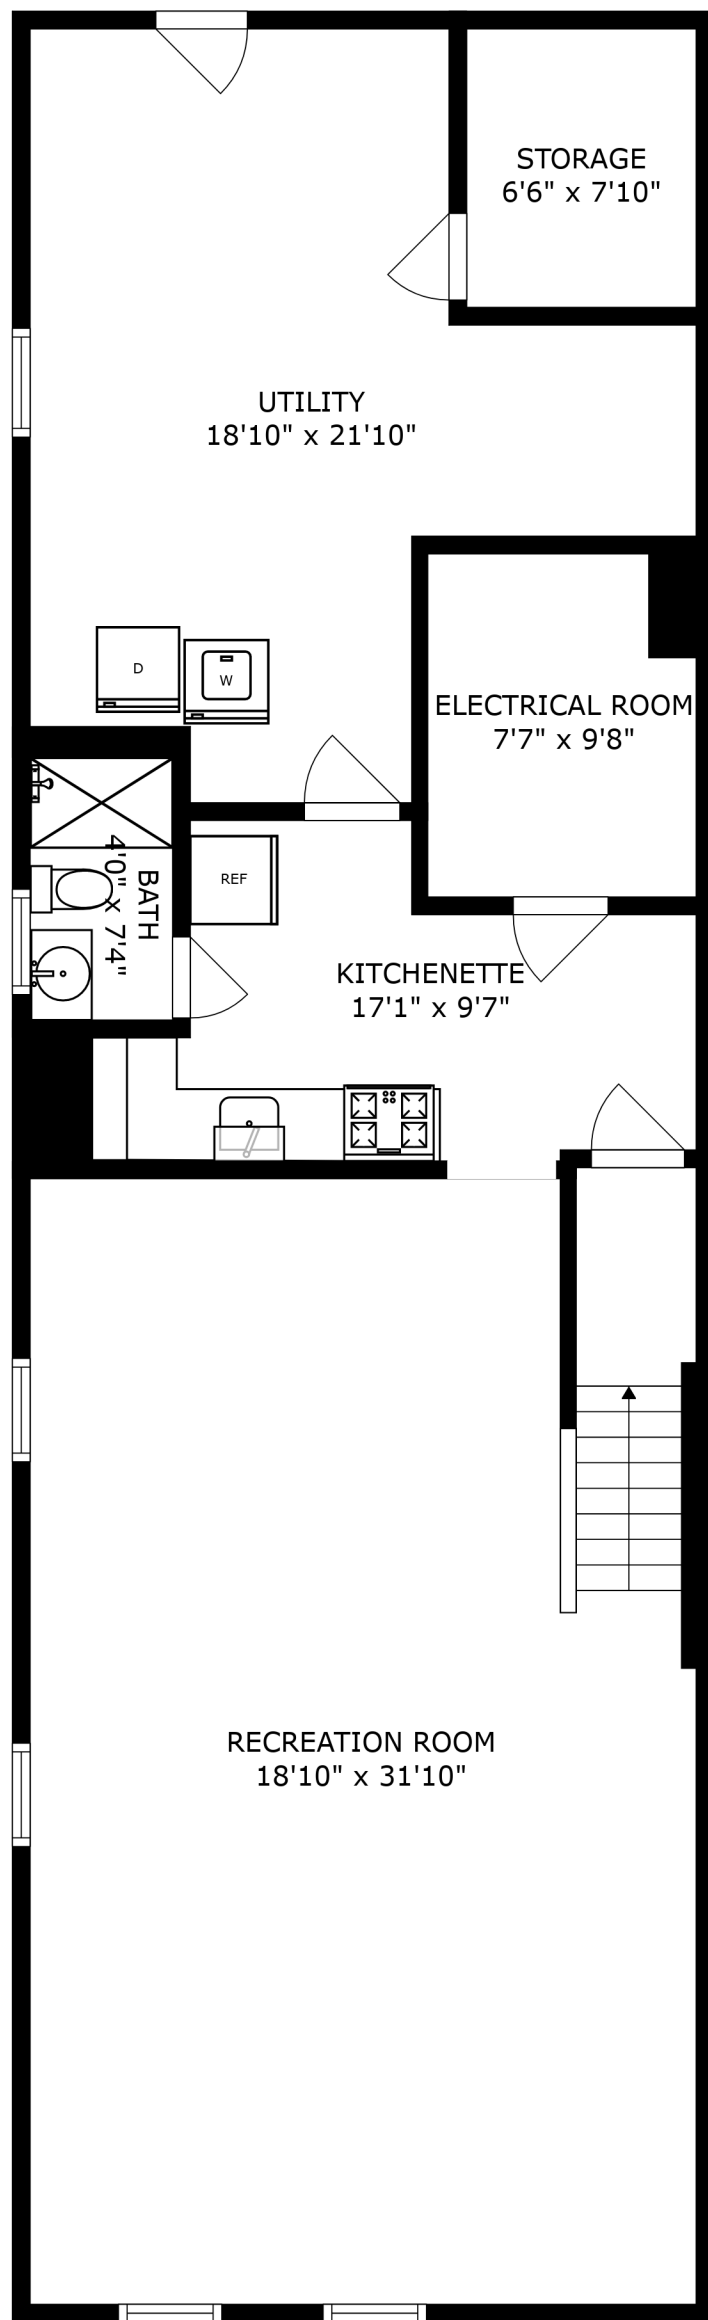 STORAGE
6'6" x 7'10"
UTILITY
18'10" x 21'10"
D
W
ELECTRICAL ROOM
7'7" x 9'8"
BATH
4'0" x 7'4"
REF
KITCHENETTE
17'1" x 9'7"
RECREATION ROOM
18'10" x 31'10"